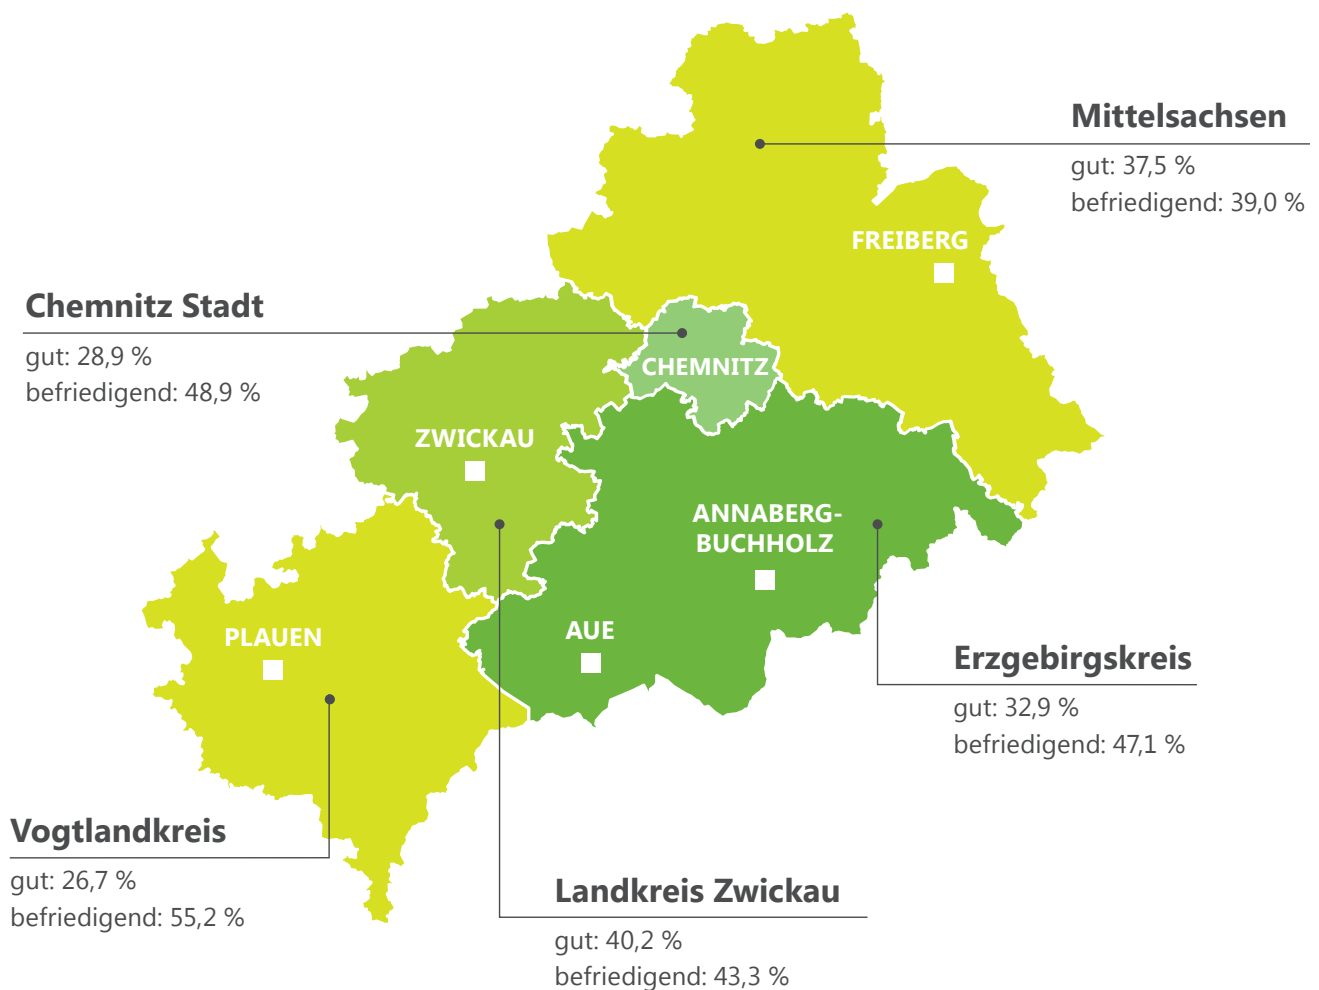 Mittelsachsen
gut: 37,5 %
befriedigend: 39,0 %
FREIBERG
Chemnitz Stadt
gut: 28,9 %
befriedigend: 48,9 %
CHEMNITZ
ZWICKAU
ANNABERG-
BUCHHOLZ
AUE
PLAUEN
Erzgebirgskreis
gut: 32,9 %
befriedigend: 47,1 %
Vogtlandkreis
gut: 26,7 %
befriedigend: 55,2 %
Landkreis Zwickau
gut: 40,2 %
befriedigend: 43,3 %